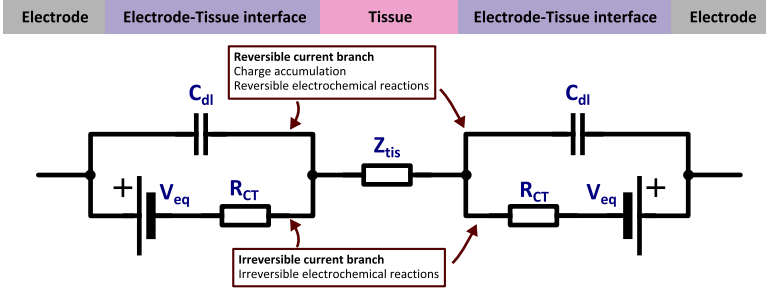 Electrode
Electrode-Tissue interface
Tissue
Electrode-Tissue interface
Electrode
Reversible current branch
Charge accumulation
Reversible electrochemical reactions
Cdl
Cdl
Ztis
+
Veq
RCT
RCT
Veq
+
Irreversible current branch
Irreversible electrochemical reactions